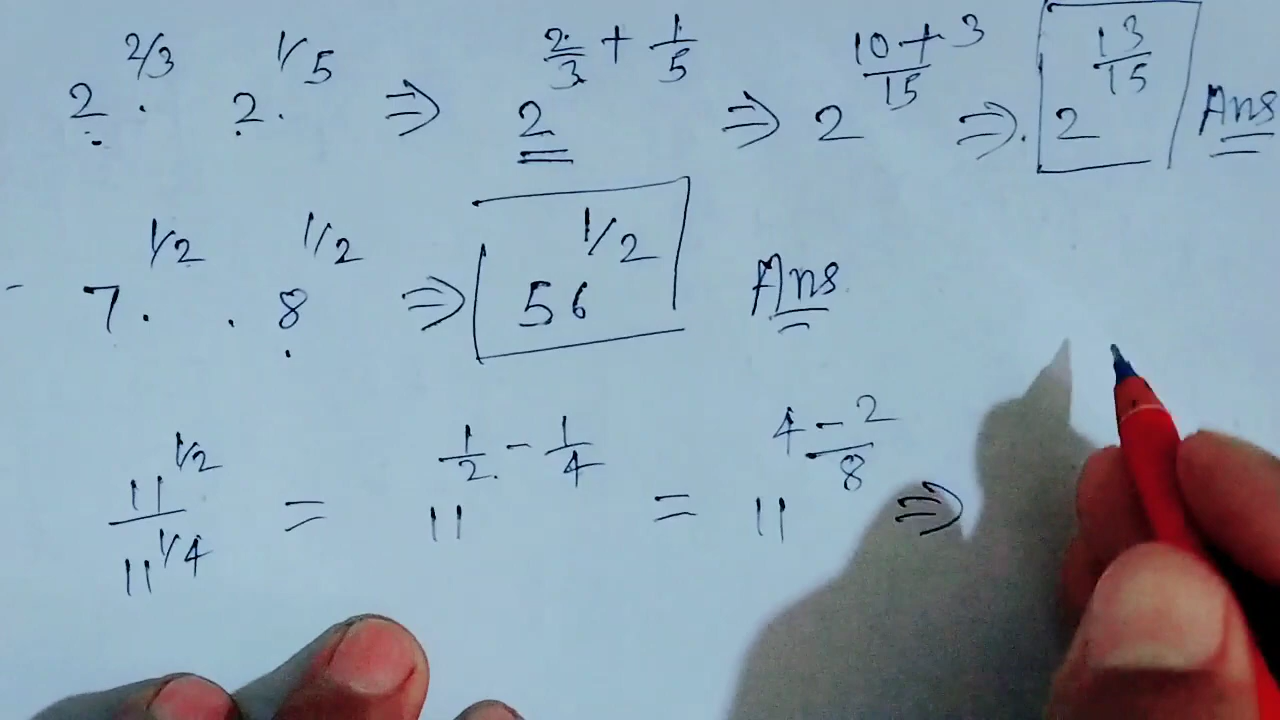 2^{2/3} . 2^{1/5} ⇒ 2^{2/3 + 1/5} ⇒ 2^{(10+3)/15} ⇒ 2^{13/15} Ans
7^{1/2} . 8^{1/2} ⇒ 56^{1/2} Ans
11^{1/2} / 11^{1/4} = 11^{1/2 - 1/4} = 11^{(4-2)/8} ⇒